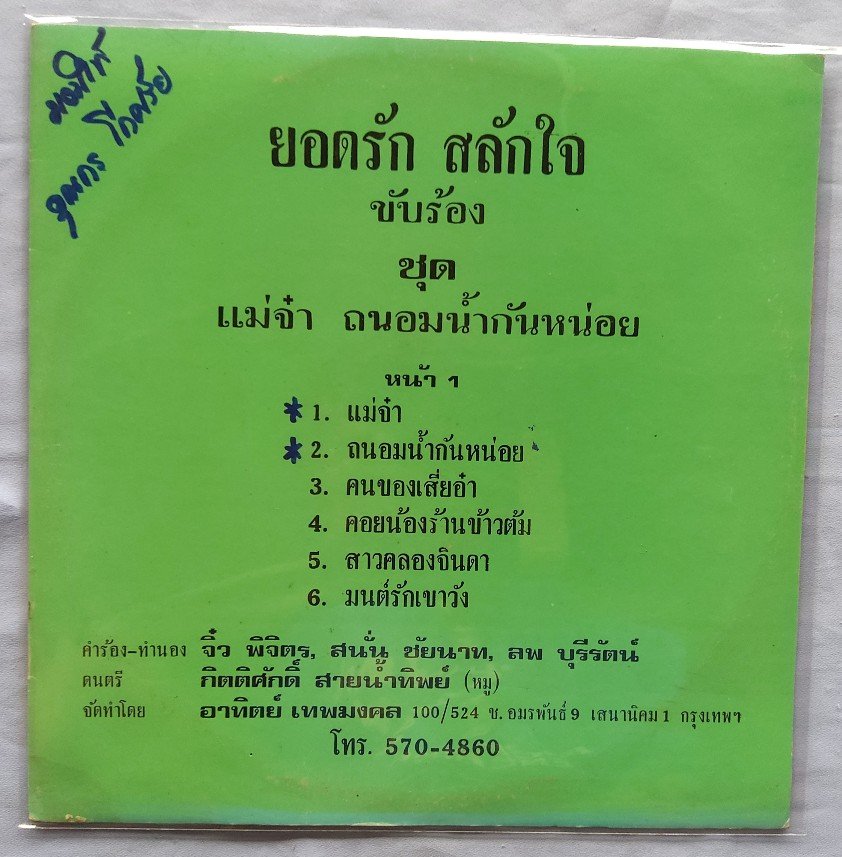 ยอดรัก สลักใจ
ขับร้อง
ชุด
แม่จ๋า ถนอมน้ำกันหน่อย
หน้า 1
* 1. แม่จ๋า
* 2. ถนอมน้ำกันหน่อย
3. คนของเสี่ยอ๋า
4. คอยน้องร้านข้าวต้ม
5. สาวคลองจินดา
6. มนต์รักเขาวัง
คำร้อง-ทำนอง จิ๋ว พิจิตร, สนั่น ชัยนาท, ลพ บุรีรัตน์
ดนตรี กิตติศักดิ์ สายน้ำทิพย์ (หมู)
จัดทำโดย อาทิตย์ เทพมงคล 100/524 ซ.อมรพันธ์ 9 เสนานิคม 1 กรุงเทพฯ
โทร. 570-4860